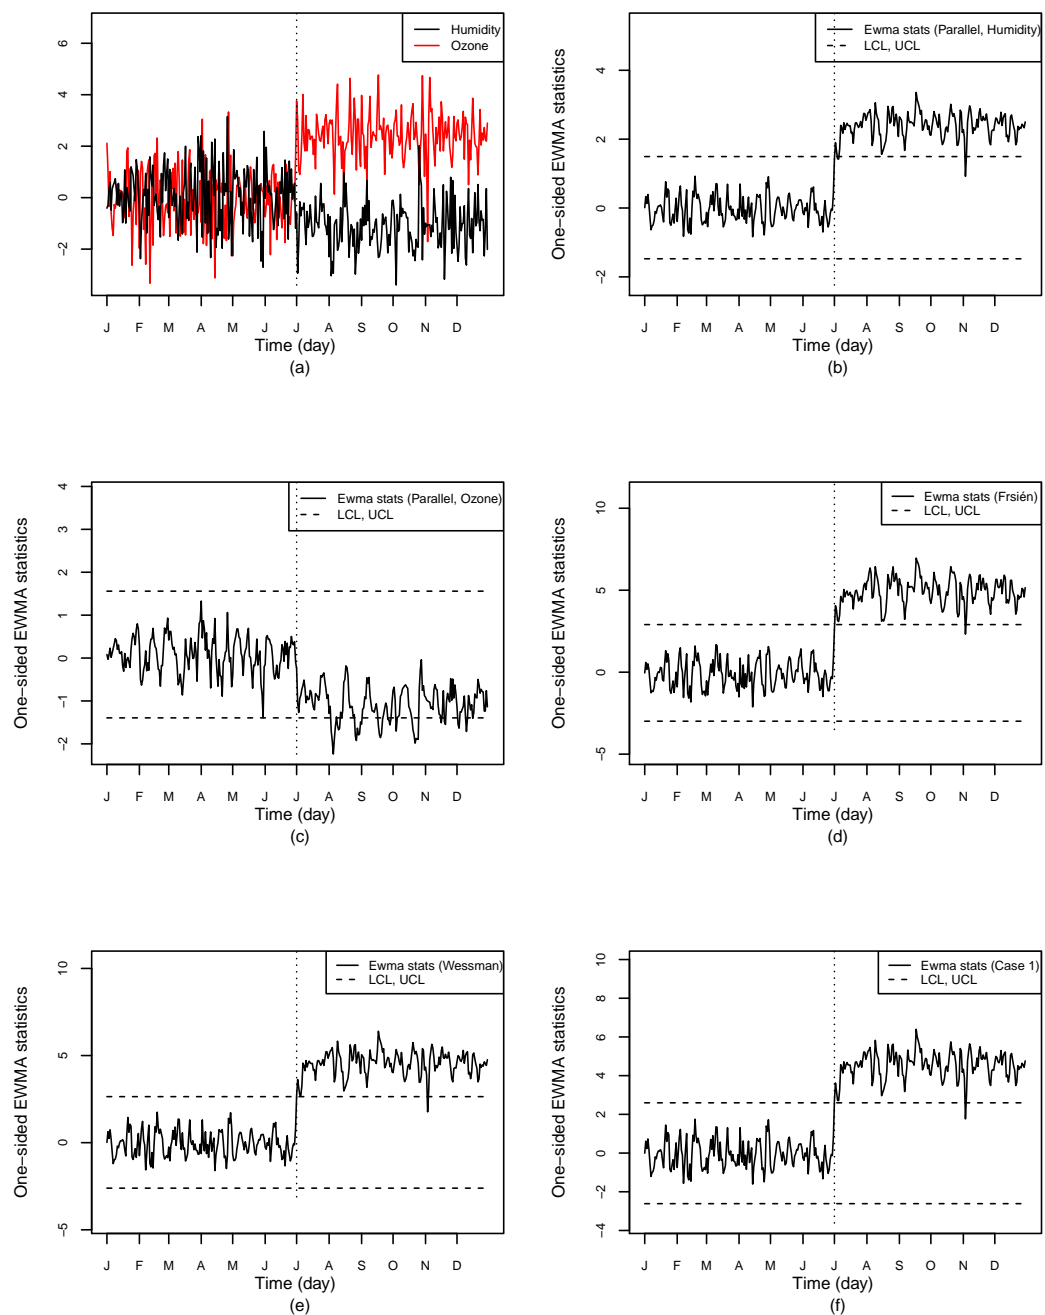 Humidity
Ozone
6
4
2
0
−2
J F M A M J J A S O N D
Time (day)
(a)
One−sided EWMA statistics
Ewma stats (Parallel, Humidity)
LCL, UCL
4
2
0
−2
J F M A M J J A S O N D
Time (day)
(b)
One−sided EWMA statistics
Ewma stats (Parallel, Ozone)
LCL, UCL
4
3
2
1
0
−1
−2
J F M A M J J A S O N D
Time (day)
(c)
One−sided EWMA statistics
Ewma stats (Frsién)
LCL, UCL
10
5
0
−5
J F M A M J J A S O N D
Time (day)
(d)
One−sided EWMA statistics
Ewma stats (Wessman)
LCL, UCL
10
5
0
−5
J F M A M J J A S O N D
Time (day)
(e)
One−sided EWMA statistics
Ewma stats (Case 1)
LCL, UCL
10
8
6
4
2
0
−2
−4
J F M A M J J A S O N D
Time (day)
(f)